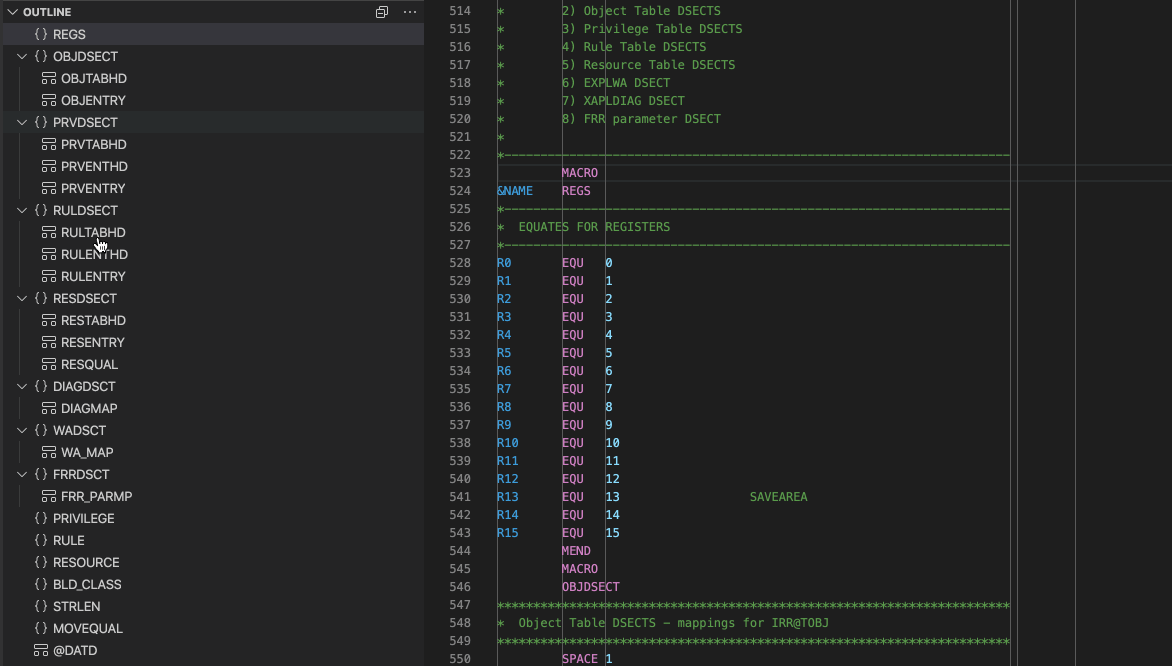 OUTLINE
REGS
OBJDSECT
OBJTABHD
OBJENTRY
PRVDSECT
PRVTABHD
PRVENTHD
PRVENTRY
RULDSECT
RULTABHD
RULENTHD
RULENTRY
RESDSECT
RESTABHD
RESENTRY
RESQUAL
DIAGDSCT
DIAGMAP
WADSCT
WA_MAP
FRRDSCT
FRR_PARMP
PRIVILEGE
RULE
RESOURCE
BLD_CLASS
STRLEN
MOVEQUAL
@DATD
514 * 2) Object Table DSECTS
515 * 3) Privilege Table DSECTS
516 * 4) Rule Table DSECTS
517 * 5) Resource Table DSECTS
518 * 6) EXPLWA DSECT
519 * 7) XAPLDIAG DSECT
520 * 8) FRR parameter DSECT
521 *
522 *-----------------------------------------------------------------------
523 MACRO
524 &NAME REGS
525 *-----------------------------------------------------------------------
526 * EQUATES FOR REGISTERS
527 *-----------------------------------------------------------------------
528 R0 EQU 0
529 R1 EQU 1
530 R2 EQU 2
531 R3 EQU 3
532 R4 EQU 4
533 R5 EQU 5
534 R6 EQU 6
535 R7 EQU 7
536 R8 EQU 8
537 R9 EQU 9
538 R10 EQU 10
539 R11 EQU 11
540 R12 EQU 12
541 R13 EQU 13 SAVEAREA
542 R14 EQU 14
543 R15 EQU 15
544 MEND
545 MACRO
546 OBJDSECT
547 ***********************************************************************
548 * Object Table DSECTS - mappings for IRR@TOBJ
549 ***********************************************************************
550 SPACE 1